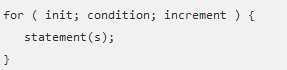 for ( init; condition; increment ) {
   statement(s);
}